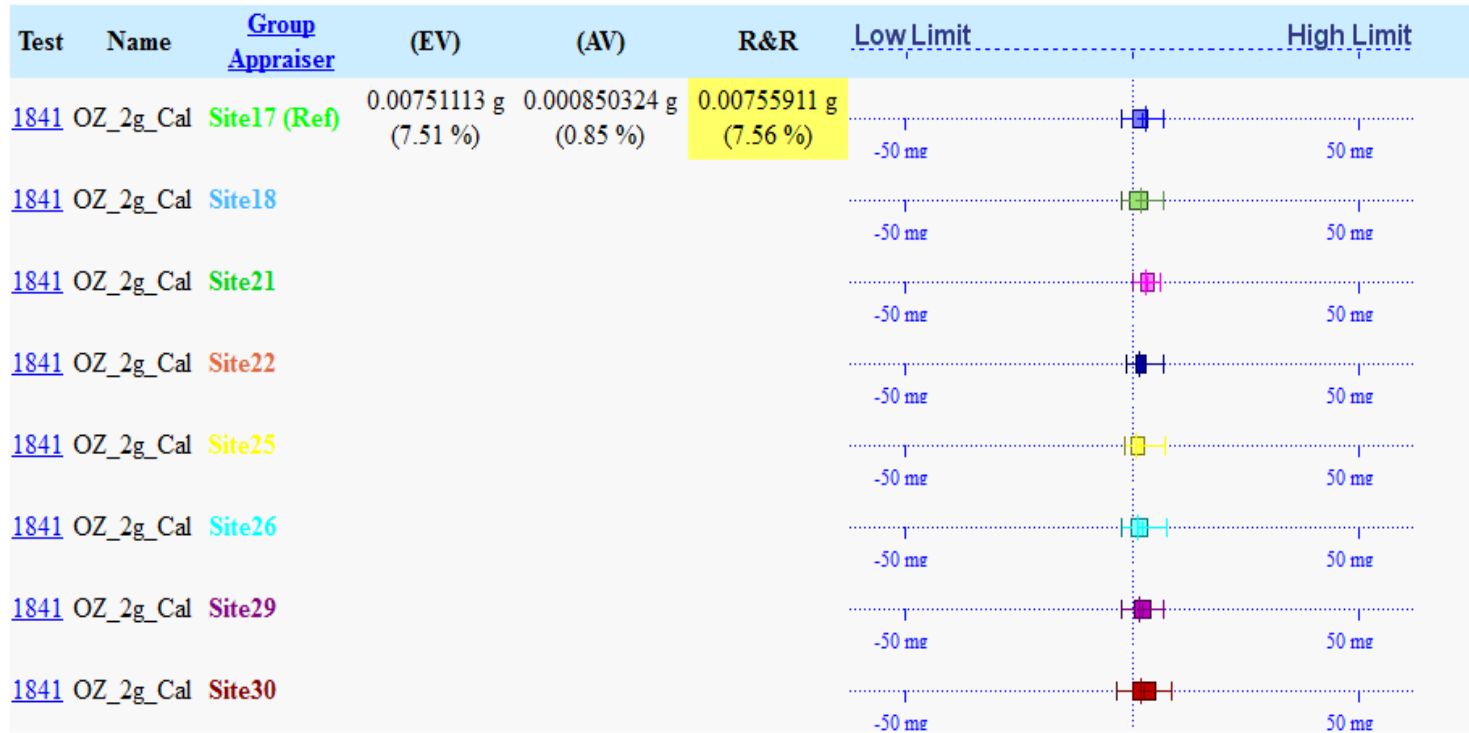 Test Name Group Appraiser (EV) (AV) R&R Low Limit High Limit
1841 OZ_2g_Cal Site17 (Ref) 0.00751113 g (7.51 %) 0.000850324 g (0.85 %) 0.00755911 g (7.56 %)
-50 mg 50 mg
1841 OZ_2g_Cal Site18
-50 mg 50 mg
1841 OZ_2g_Cal Site21
-50 mg 50 mg
1841 OZ_2g_Cal Site22
-50 mg 50 mg
1841 OZ_2g_Cal Site25
-50 mg 50 mg
1841 OZ_2g_Cal Site26
-50 mg 50 mg
1841 OZ_2g_Cal Site29
-50 mg 50 mg
1841 OZ_2g_Cal Site30
-50 mg 50 mg